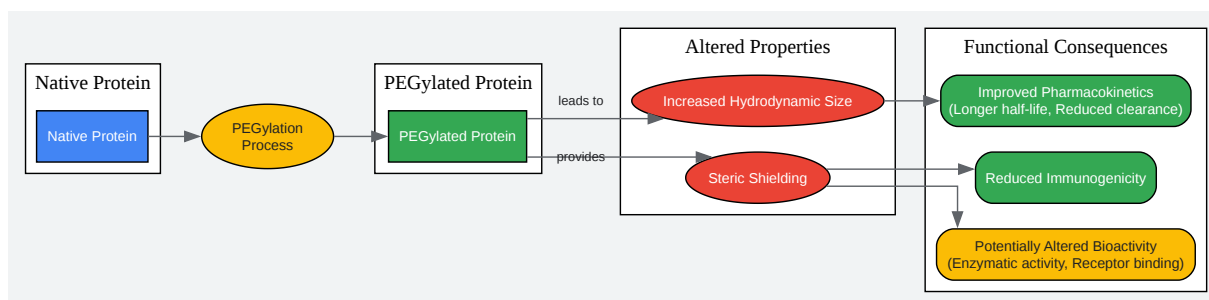 Native Protein
Native Protein
PEGylation
Process
PEGylated Protein
PEGylated Protein
leads to
provides
Altered Properties
Increased Hydrodynamic Size
Steric Shielding
Functional Consequences
Improved Pharmacokinetics
(Longer half-life, Reduced clearance)
Reduced Immunogenicity
Potentially Altered Bioactivity
(Enzymatic activity, Receptor binding)